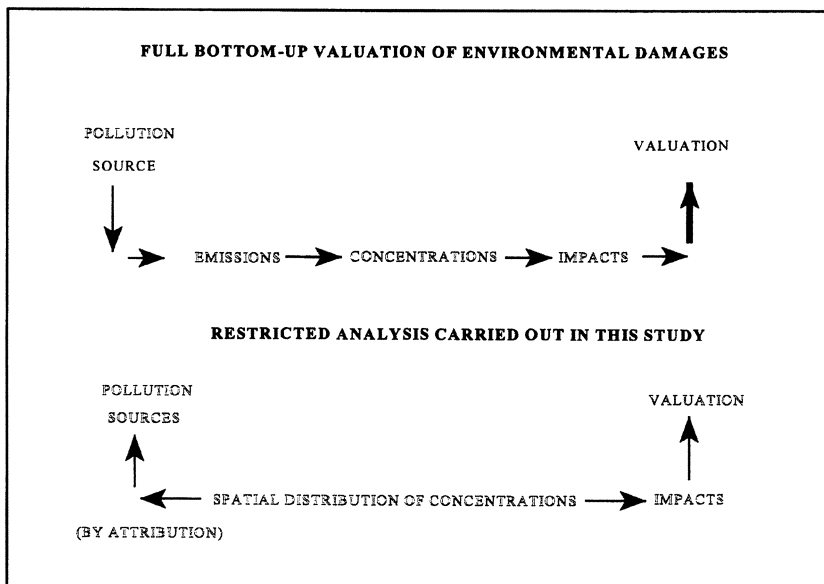 FULL BOTTOM-UP VALUATION OF ENVIRONMENTAL DAMAGES
POLLUTION
SOURCE
VALUATION
EMISSIONS
CONCENTRATIONS
IMPACTS
RESTRICTED ANALYSIS CARRIED OUT IN THIS STUDY
POLLUTION
SOURCES
VALUATION
SPATIAL DISTRIBUTION OF CONCENTRATIONS
IMPACTS
(BY ATTRIBUTION)